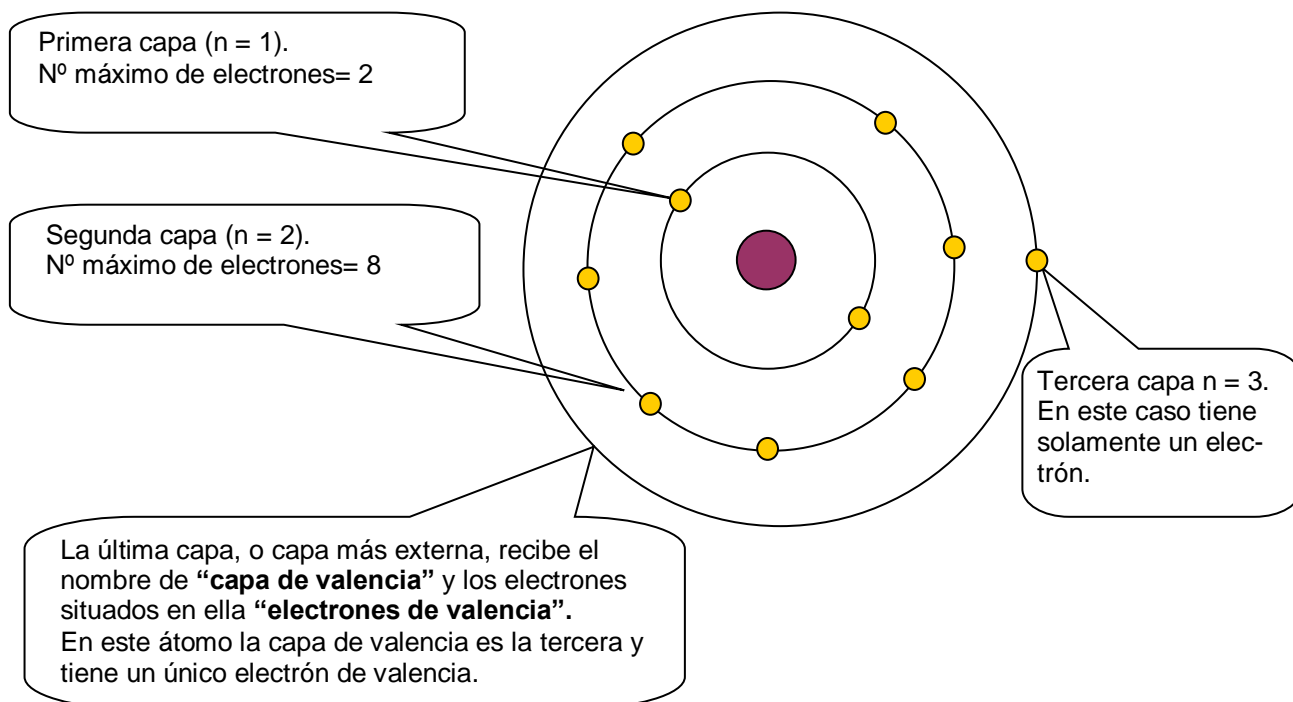 Primera capa (n = 1).
Nº máximo de electrones= 2
Segunda capa (n = 2).
Nº máximo de electrones= 8
Tercera capa n = 3.
En este caso tiene
solamente un elec-
trón.
La última capa, o capa más externa, recibe el
nombre de “capa de valencia” y los electrones
situados en ella “electrones de valencia”.
En este átomo la capa de valencia es la tercera y
tiene un único electrón de valencia.